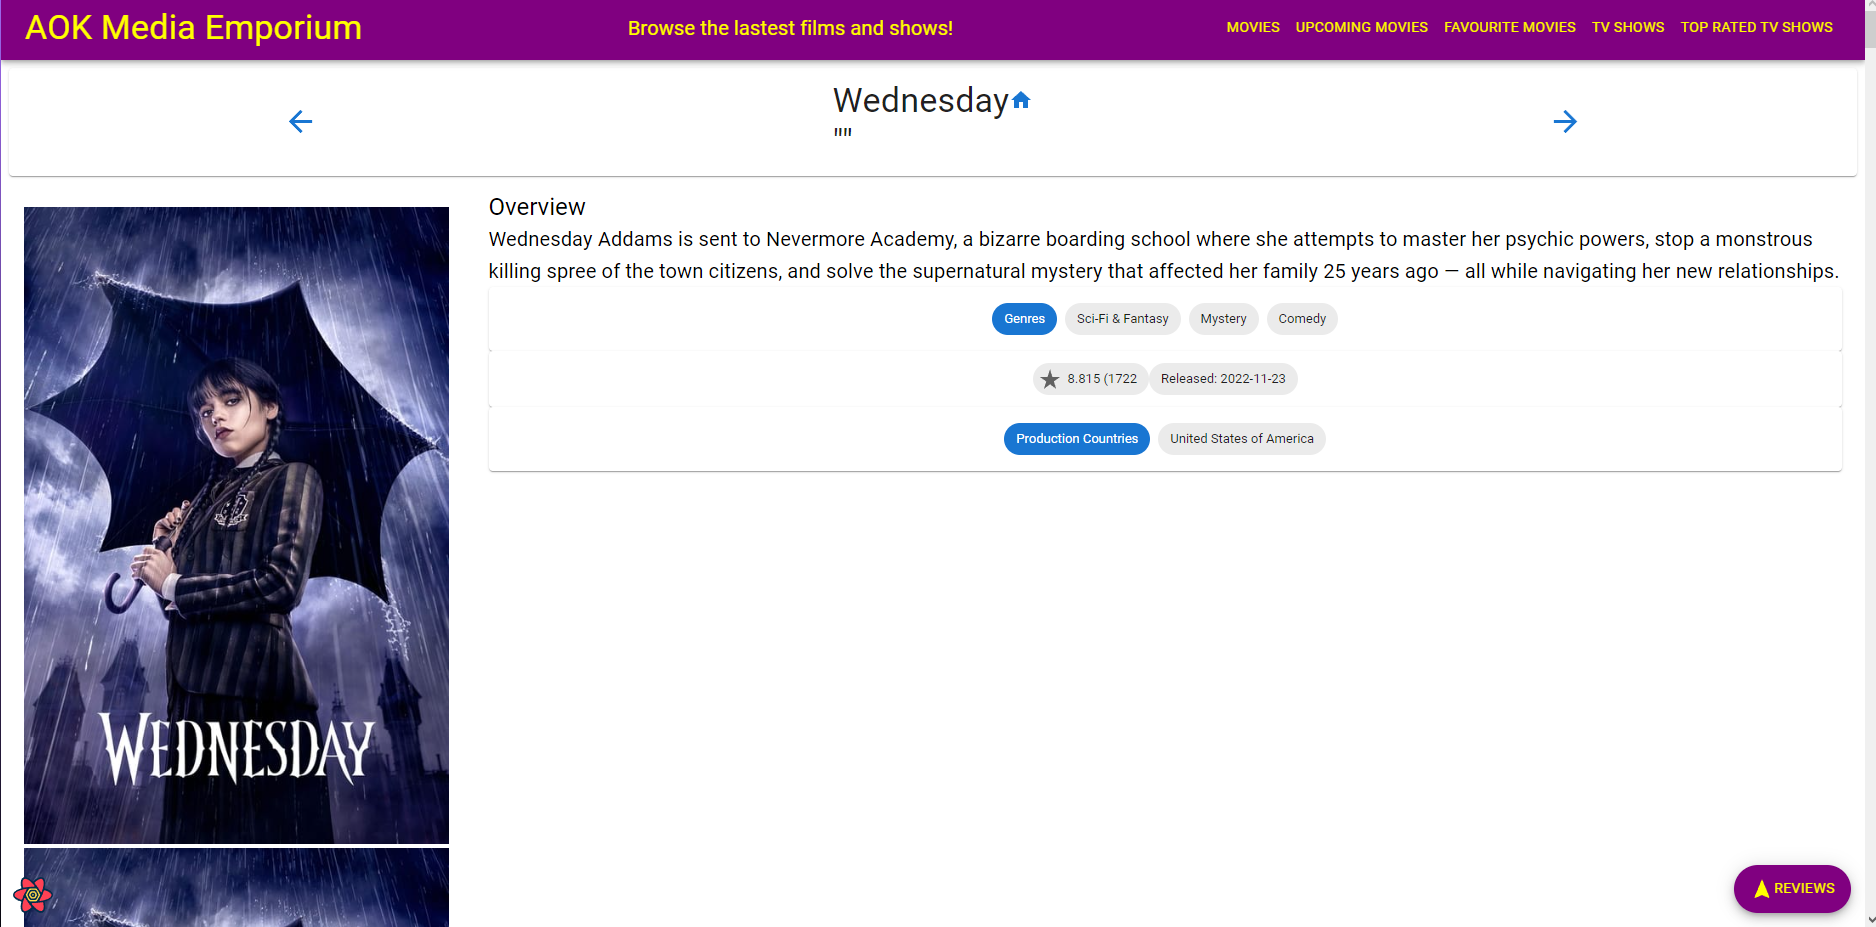 AOK Media Emporium
Browse the lastest films and shows!
MOVIES UPCOMING MOVIES FAVOURITE MOVIES TV SHOWS TOP RATED TV SHOWS
Wednesday
""
Overview
Wednesday Addams is sent to Nevermore Academy, a bizarre boarding school where she attempts to master her psychic powers, stop a monstrous
killing spree of the town citizens, and solve the supernatural mystery that affected her family 25 years ago — all while navigating her new relationships.
Genres Sci-Fi & Fantasy Mystery Comedy
8.815 (1722 Released: 2022-11-23
Production Countries United States of America
WEDNESDAY
REVIEWS